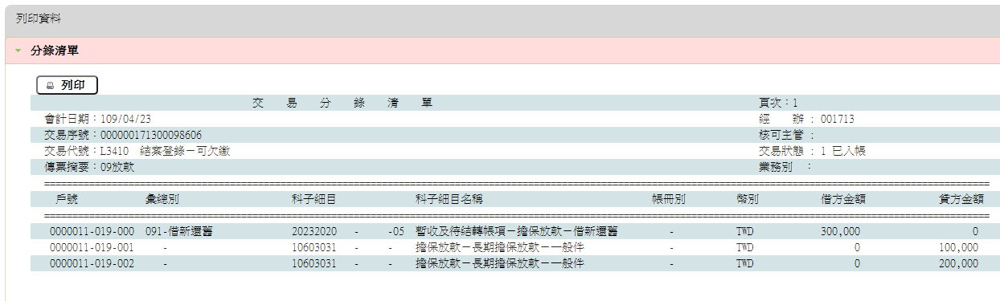 列印資料
分錄清單
列印
交 易 分 錄 清 單 頁次：1
會計日期：109/04/23 經 辦 : 001713
交易序號：000000171300098606 核可主管 :
交易代號：L3410 結案登錄－可欠繳 交易狀態 : 1 已入帳
傳票摘要：09放款 業務別 :
戶號 彙總別 科子細目 科子細目名稱 帳冊別 幣別 借方金額 貸方金額
0000011-019-000 091-借新還舊 20232020 - -05 暫收及待結轉帳項－擔保放款－借新還舊 - TWD 300,000 0
0000011-019-001 - 10603031 - - 擔保放款－長期擔保放款－一般件 - TWD 0 100,000
0000011-019-002 - 10603031 - - 擔保放款－長期擔保放款－一般件 - TWD 0 200,000